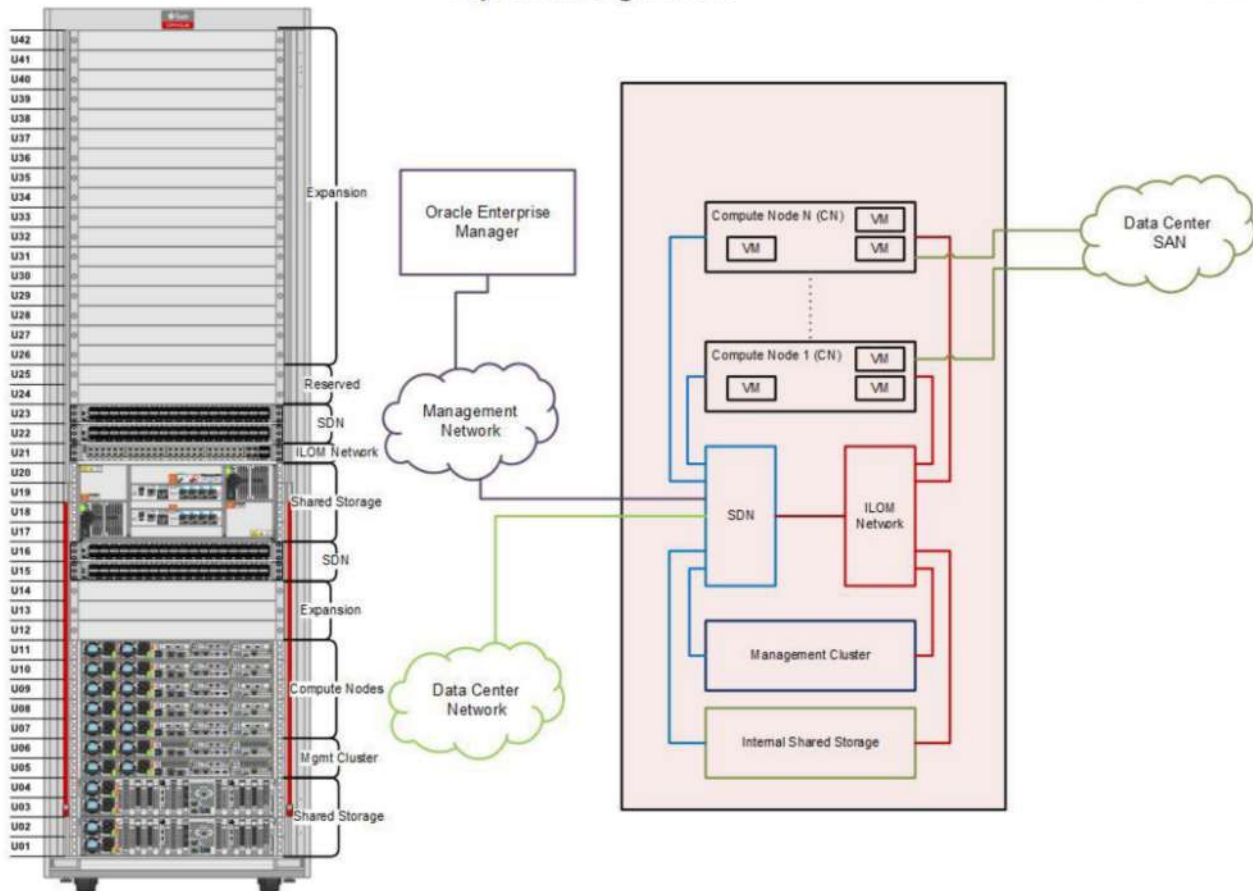 ORACLE
U42
U41
U40
U39
U38
U37
U36
U35
U34
U33
U32
U31
U30
U29
U28
U27
U26
U25
U24
U23
U22
U21
U20
U19
U18
U17
U16
U15
U14
U13
U12
U11
U10
U09
U08
U07
U06
U05
U04
U03
U02
U01
Expansion
Reserved
SDN
ILOM Network
Shared Storage
SDN
Expansion
Compute Nodes
Mgmt Cluster
Shared Storage
Oracle Enterprise
Manager
Management
Network
Data Center
Network
Compute Node N (CN)
VM
VM
VM
Compute Node 1 (CN)
VM
VM
VM
SDN
ILOM
Network
Management Cluster
Internal Shared Storage
Data Center
SAN